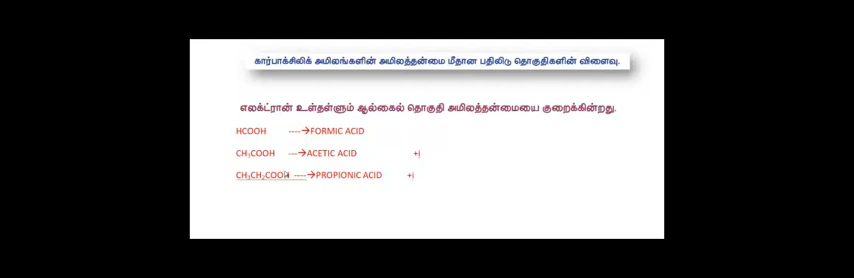 கார்பாக்சிலிக் அமிலங்களின் அமிலத்தன்மை மீதான பதிலிடு தொகுதிகளின் விளைவு.
எலக்ட்ரான் உள்தள்ளும் ஆல்கைல் தொகுதி அமிலத்தன்மையை குறைக்கின்றது.
HCOOH ----→FORMIC ACID
CH₃COOH ---→ACETIC ACID +I
CH₃CH₂COOH ----→PROPIONIC ACID +I